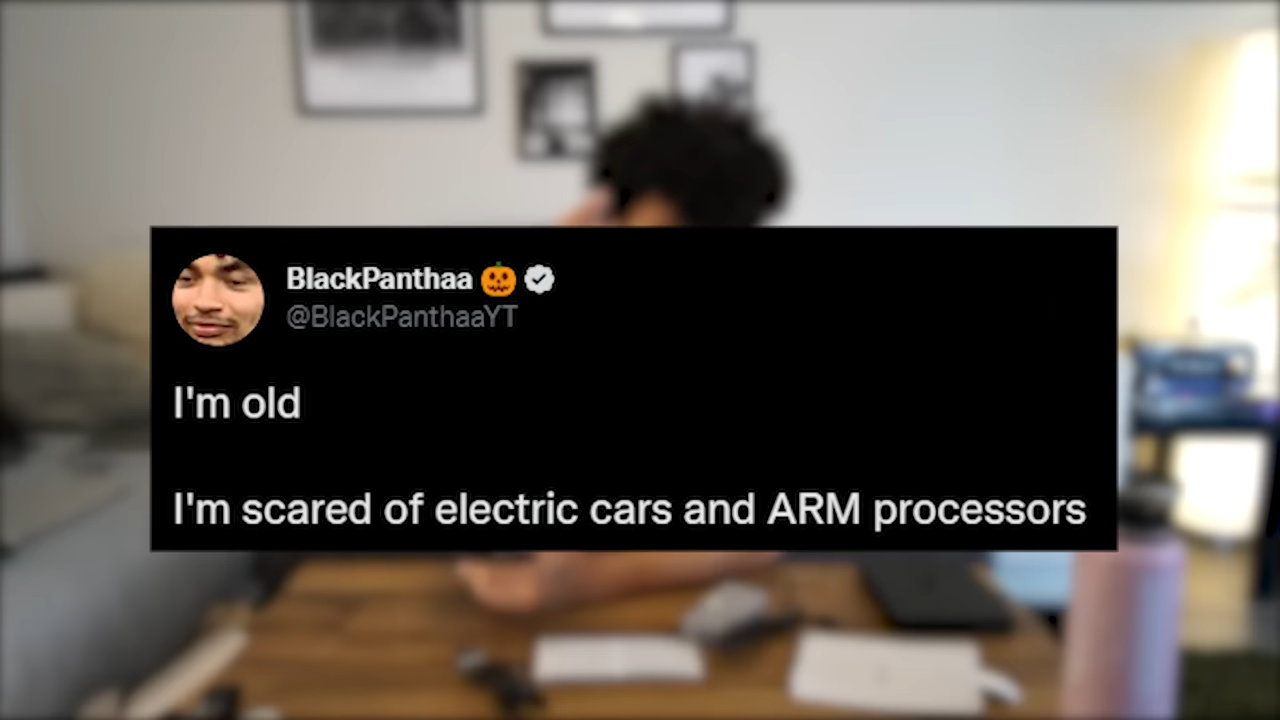 BlackPanthaa 🎃
@BlackPanthaaYT
I'm old
I'm scared of electric cars and ARM processors